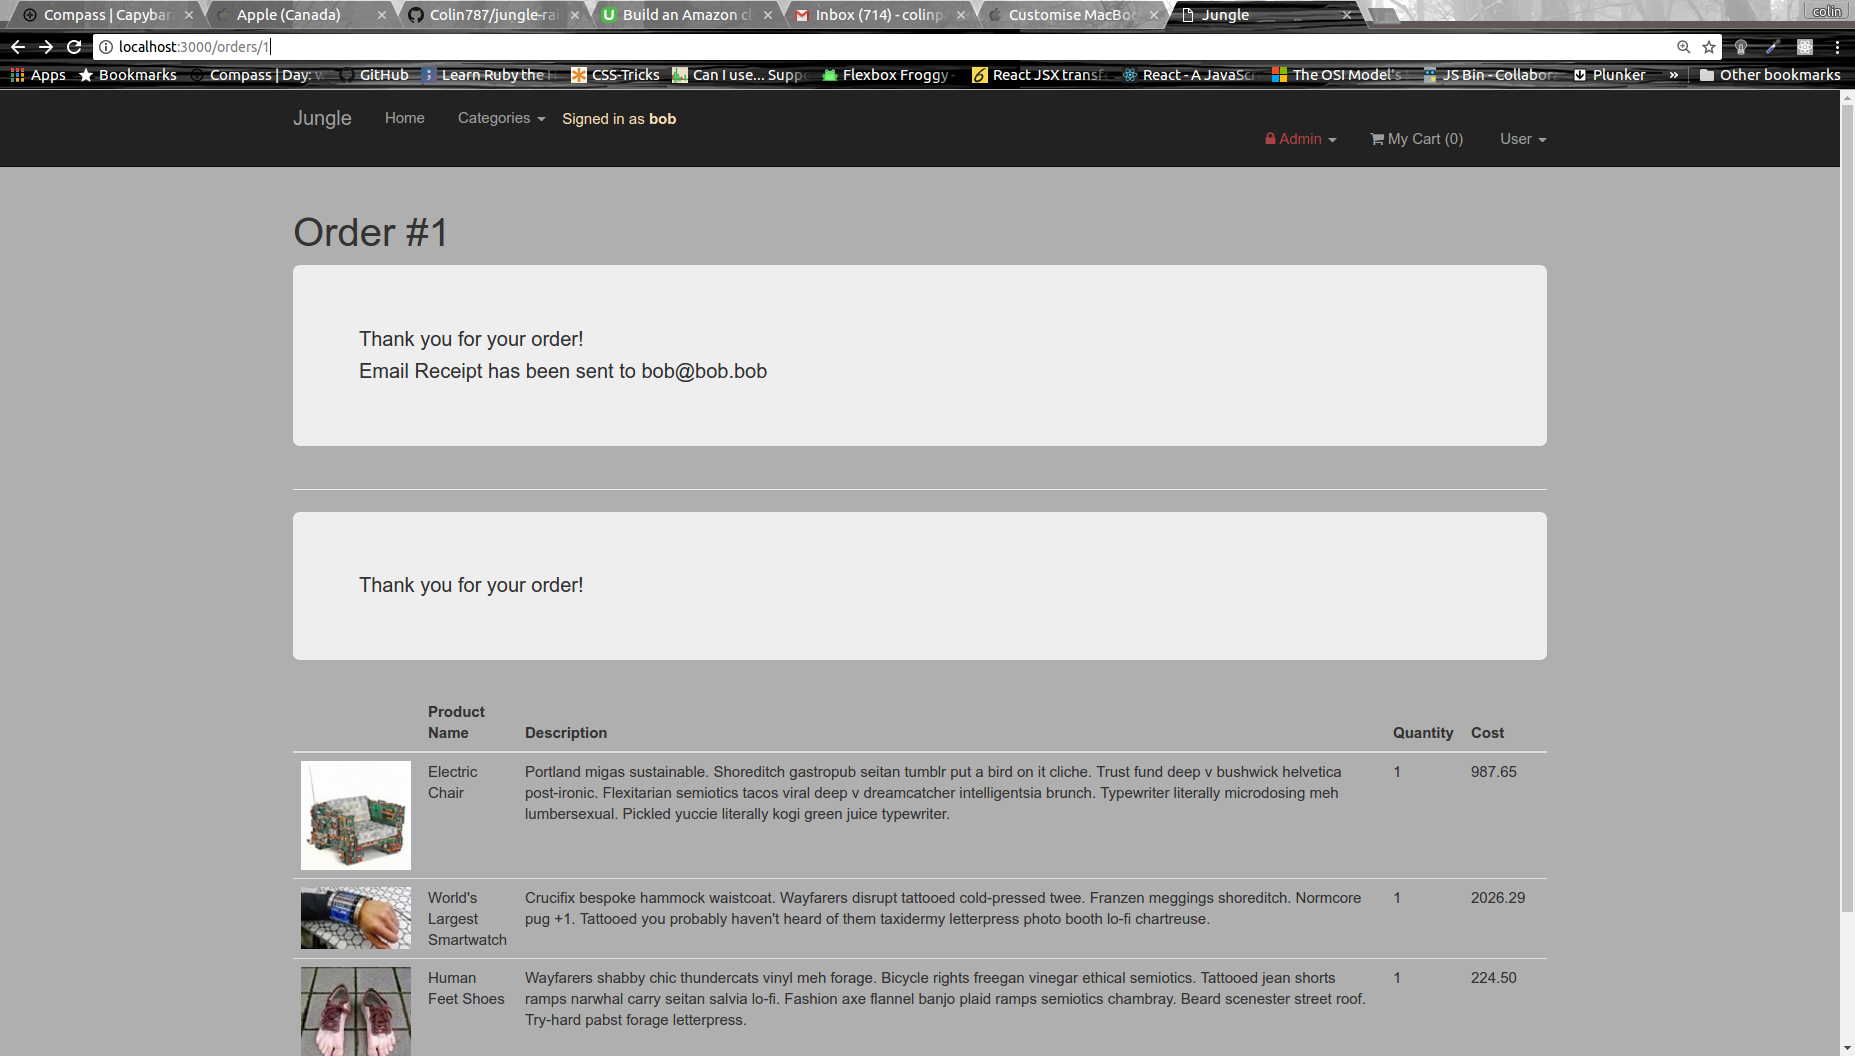 Compass | Capybar
Apple (Canada)
Colin787/jungle-rai
Build an Amazon cl
Inbox (714) - colinp
Customise MacBoo
Jungle
colin
localhost:3000/orders/1
Apps
Bookmarks
Compass | Day: w
GitHub
Learn Ruby the H
CSS-Tricks
Can I use... Supp
Flexbox Froggy -
React JSX transf
React - A JavaScr
The OSI Model's
JS Bin - Collabor
Plunker
»
Other bookmarks
Jungle
Home
Categories
Signed in as bob
Admin
My Cart (0)
User
Order #1
Thank you for your order!
Email Receipt has been sent to bob@bob.bob
Thank you for your order!
Product
Name
Description
Quantity
Cost
Electric
Chair
Portland migas sustainable. Shoreditch gastropub seitan tumblr put a bird on it cliche. Trust fund deep v bushwick helvetica
post-ironic. Flexitarian semiotics tacos viral deep v dreamcatcher intelligentsia brunch. Typewriter literally microdosing meh
lumbersexual. Pickled yuccie literally kogi green juice typewriter.
1
987.65
World's
Largest
Smartwatch
Crucifix bespoke hammock waistcoat. Wayfarers disrupt tattooed cold-pressed twee. Franzen meggings shoreditch. Normcore
pug +1. Tattooed you probably haven't heard of them taxidermy letterpress photo booth lo-fi chartreuse.
1
2026.29
Human
Feet Shoes
Wayfarers shabby chic thundercats vinyl meh forage. Bicycle rights freegan vinegar ethical semiotics. Tattooed jean shorts
ramps narwhal carry seitan salvia lo-fi. Fashion axe flannel banjo plaid ramps semiotics chambray. Beard scenester street roof.
Try-hard pabst forage letterpress.
1
224.50